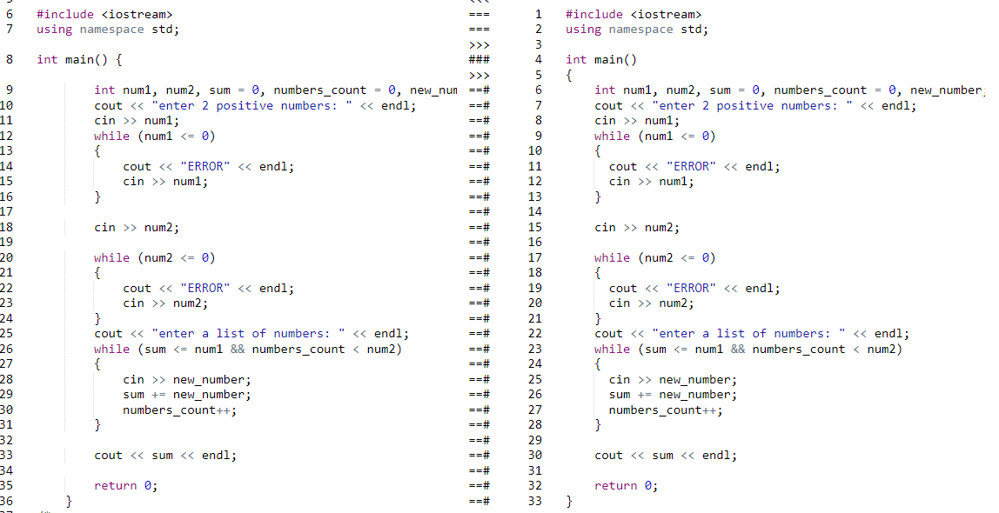 6 #include <iostream> === 1 #include <iostream>
7 using namespace std; === 2 using namespace std;
>>> 3
8 int main() { ### 4 int main()
>>> 5 {
9 int num1, num2, sum = 0, numbers_count = 0, new_num ==# 6 int num1, num2, sum = 0, numbers_count = 0, new_number;
10 cout << "enter 2 positive numbers: " << endl; ==# 7 cout << "enter 2 positive numbers: " << endl;
11 cin >> num1; ==# 8 cin >> num1;
12 while (num1 <= 0) ==# 9 while (num1 <= 0)
13 { ==# 10 {
14 cout << "ERROR" << endl; ==# 11 cout << "ERROR" << endl;
15 cin >> num1; ==# 12 cin >> num1;
16 } ==# 13 }
17 ==# 14
18 cin >> num2; ==# 15 cin >> num2;
19 ==# 16
20 while (num2 <= 0) ==# 17 while (num2 <= 0)
21 { ==# 18 {
22 cout << "ERROR" << endl; ==# 19 cout << "ERROR" << endl;
23 cin >> num2; ==# 20 cin >> num2;
24 } ==# 21 }
25 cout << "enter a list of numbers: " << endl; ==# 22 cout << "enter a list of numbers: " << endl;
26 while (sum <= num1 && numbers_count < num2) ==# 23 while (sum <= num1 && numbers_count < num2)
27 { ==# 24 {
28 cin >> new_number; ==# 25 cin >> new_number;
29 sum += new_number; ==# 26 sum += new_number;
30 numbers_count++; ==# 27 numbers_count++;
31 } ==# 28 }
32 ==# 29
33 cout << sum << endl; ==# 30 cout << sum << endl;
34 ==# 31
35 return 0; ==# 32 return 0;
36 } ==# 33 }